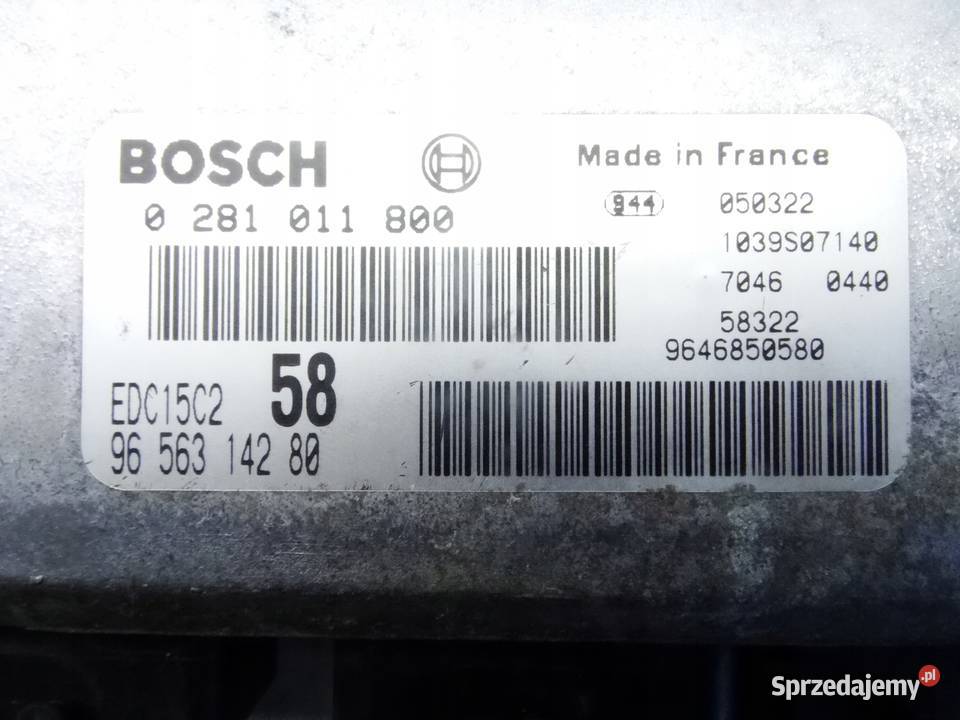 BOSCH
0 281 011 800
Made in France
944 050322
1039S07140
7046 0440
58322
9646850580
EDC15C2 58
96 563 142 80
Sprzedajemy.pl